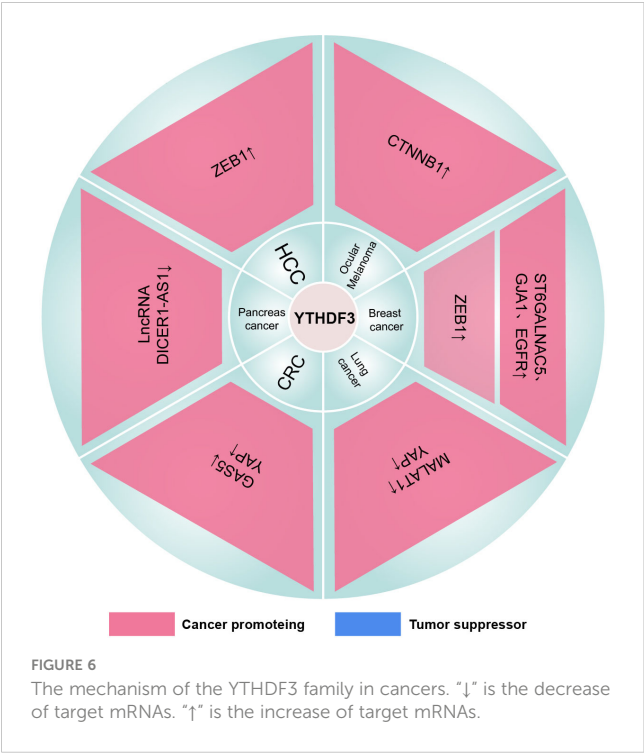 ZEB1↑
CTNNB1↑
LncRNA
DICER1-AS1↓
ZEB1↑
ST6GALNAC5、
GJA1、EGFR↑
HCC
Ocular
Melanoma
Pancreas
cancer
YTHDF3
Breast
cancer
CRC
Lung
cancer
GAS5↓
YAP↑
MALAT1↑
YAP↑
Cancer promoteing
Tumor suppressor
FIGURE 6
The mechanism of the YTHDF3 family in cancers. “↓” is the decrease
of target mRNAs. “↑” is the increase of target mRNAs.